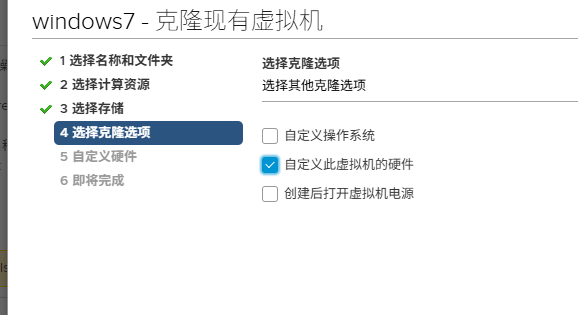 windows7 - 克隆现有虚拟机
1 选择名称和文件夹
2 选择计算资源
3 选择存储
4 选择克隆选项
5 自定义硬件
6 即将完成
选择克隆选项
选择其他克隆选项
自定义操作系统
自定义此虚拟机的硬件
创建后打开虚拟机电源